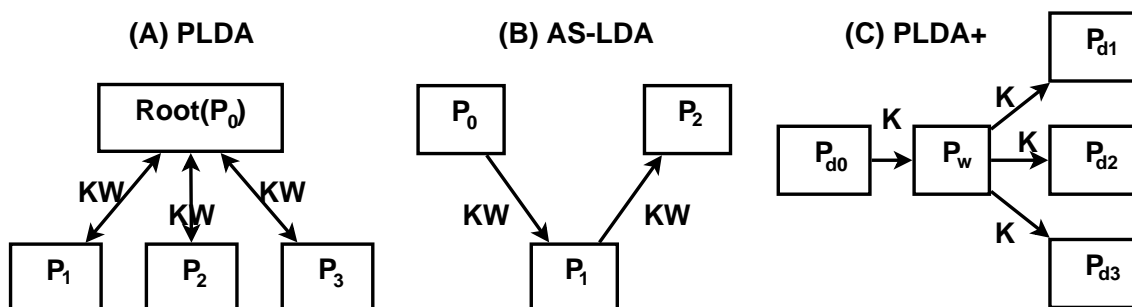 (A) PLDA
Root(P0)
KW
KW
KW
P1
P2
P3
(B) AS-LDA
P0
P2
KW
KW
P1
(C) PLDA+
Pd0
K
Pw
K
K
K
Pd1
Pd2
Pd3